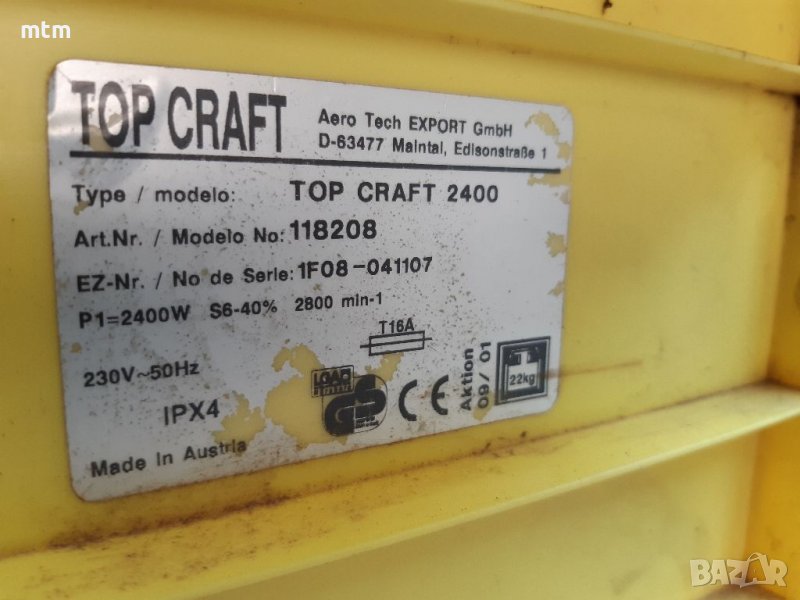 mtm
TOP CRAFT
Aero Tech EXPORT GmbH
D-63477 Maintal, Edisonstraße 1
Type / modelo: TOP CRAFT 2400
Art.Nr. / Modelo No: 118208
EZ-Nr. / No de Serie: 1F08-041107
P1=2400W S6-40% 2800 min-1
T16A
230V~50Hz
IPX4
Made in Austria
CE
Aktion
09/01
22kg
BAZAR